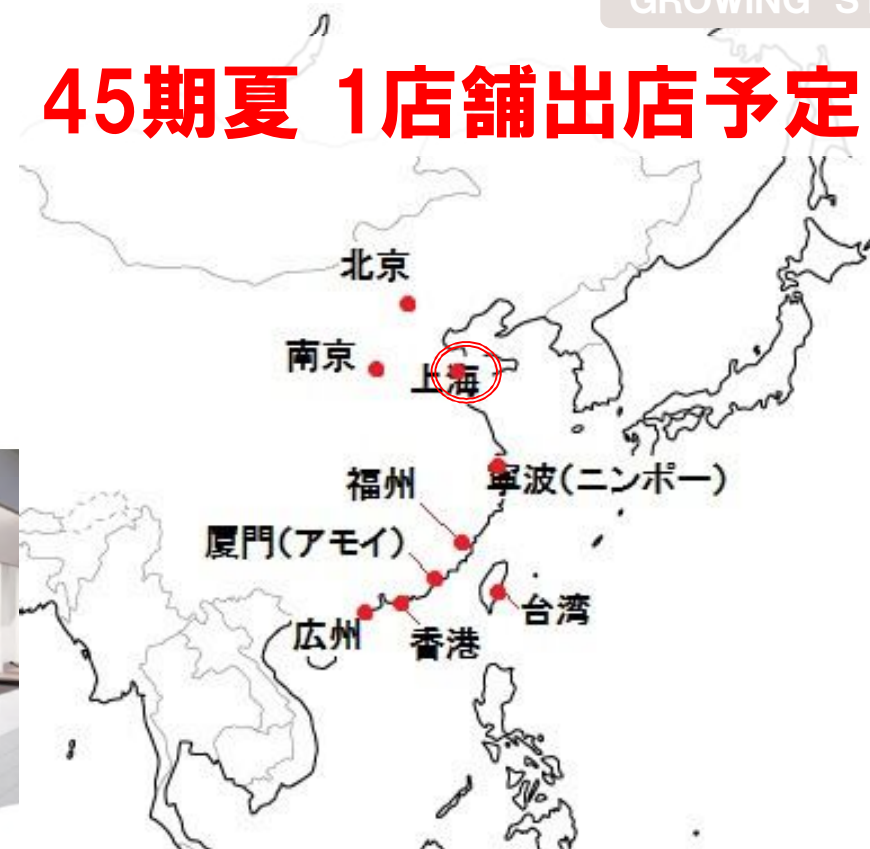 GROWING S
45期夏 1店舗出店予定
北京
南京
上海
福州
寧波(ニンポー)
厦門(アモイ)
台湾
広州
香港